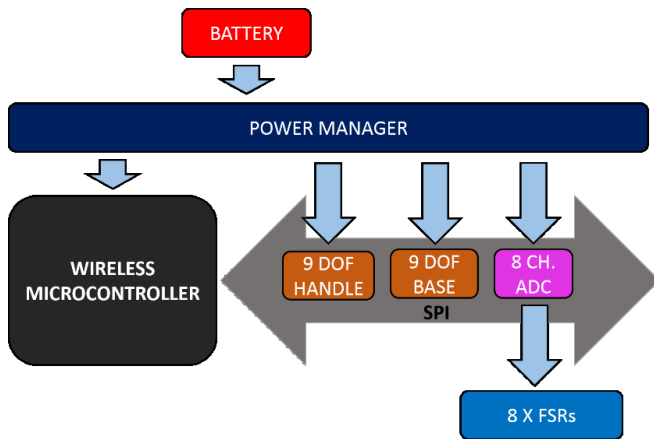 BATTERY
POWER MANAGER
WIRELESS
MICROCONTROLLER
9 DOF
HANDLE
9 DOF
BASE
8 CH.
ADC
SPI
8 X FSRs